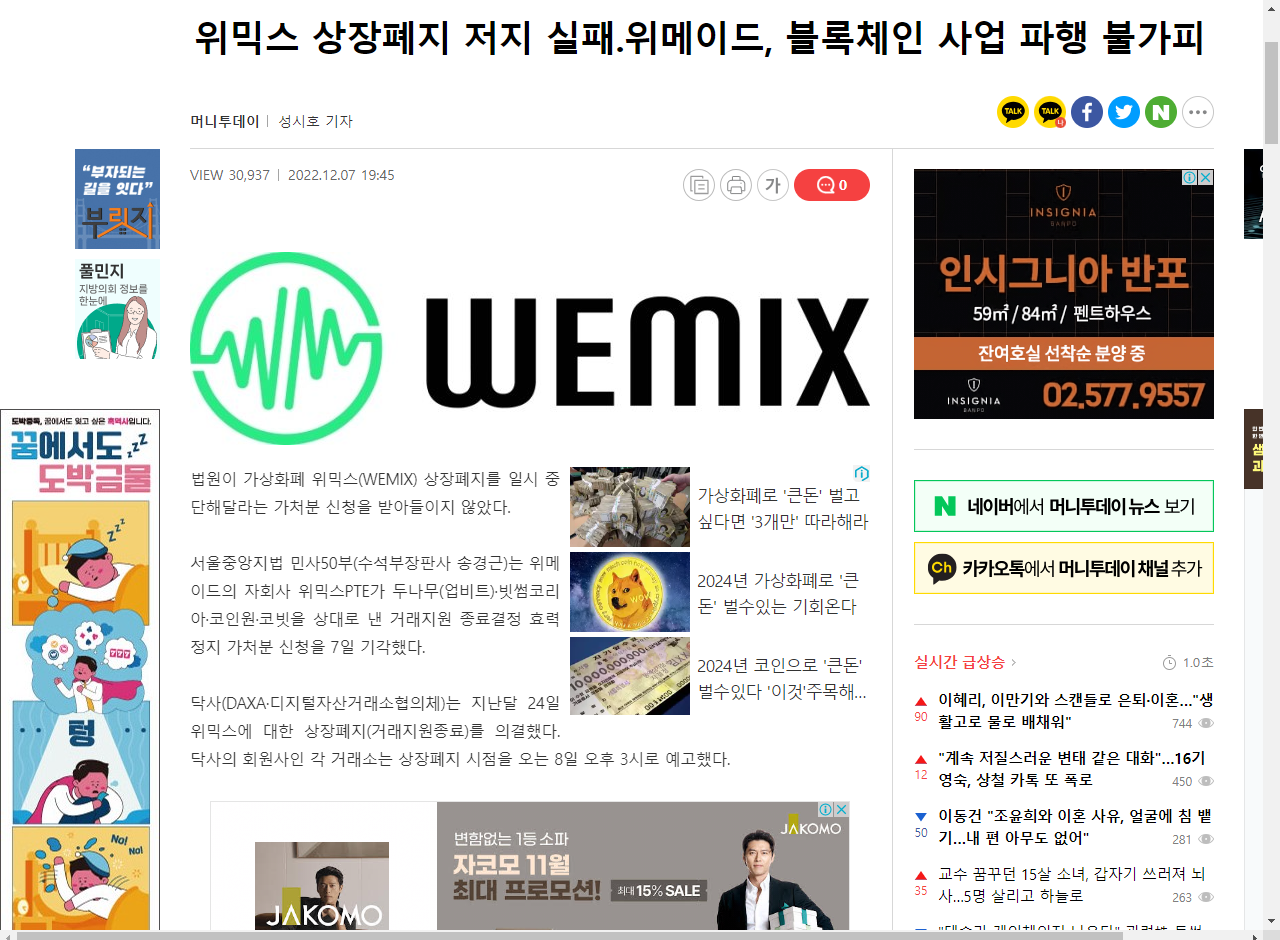 위믹스 상장폐지 저지 실패.위메이드, 블록체인 사업 파행 불가피
머니투데이 | 성시호 기자
TALK
TALK
나
f
N
VIEW 30,937 | 2022.12.07 19:45
가
0
“부자되는
길을 잇다”
부릿지
풀민지
지방의회 정보를
한눈에
WEMIX
법원이 가상화폐 위믹스(WEMIX) 상장폐지를 일시 중
단해달라는 가처분 신청을 받아들이지 않았다.
서울중앙지법 민사50부(수석부장판사 송경근)는 위메
이드의 자회사 위믹스PTE가 두나무(업비트)·빗썸코리
아·코인원·코빗을 상대로 낸 거래지원 종료결정 효력
정지 가처분 신청을 7일 기각했다.
닥사(DAXA·디지털자산거래소협의체)는 지난달 24일
위믹스에 대한 상장폐지(거래지원종료)를 의결했다.
닥사의 회원사인 각 거래소는 상장폐지 시점을 오는 8일 오후 3시로 예고했다.
가상화폐로 '큰돈' 벌고
싶다면 '3개만' 따라해라
2024년 가상화폐로 '큰
돈' 벌수있는 기회온다
2024년 코인으로 '큰돈'
벌수있다 '이것'주목해...
WOW
10,000,000,000
도박중독, 꿈에서도 잊고 싶은 흑역사입니다.
꿈에서도
도박금물
zzz
zzz
777
텅
No!
No!
JAKOMO
변함없는 1등 소파
자코모 11월
최대 프로모션!
최대 15% SALE
JAKOMO
INSIGNIA
BANPO
인시그니아 반포
59㎡ / 84㎡ / 펜트하우스
잔여호실 선착순 분양 중
INSIGNIA
BANPO
02.577.9557
N 네이버에서 머니투데이 뉴스 보기
Ch 카카오톡에서 머니투데이 채널 추가
실시간 급상승 >
1.0초
90
이혜리, 이만기와 스캔들로 은퇴·이혼..."생
활고로 물로 배채워"
744
12
"계속 저질스러운 변태 같은 대화"...16기
영숙, 상철 카톡 또 폭로
450
50
이동건 "조윤희와 이혼 사유, 얼굴에 침 뱉
기...내 편 아무도 없어"
281
35
교수 꿈꾸던 15살 소녀, 갑자기 쓰러져 뇌
사...5명 살리고 하늘로
263